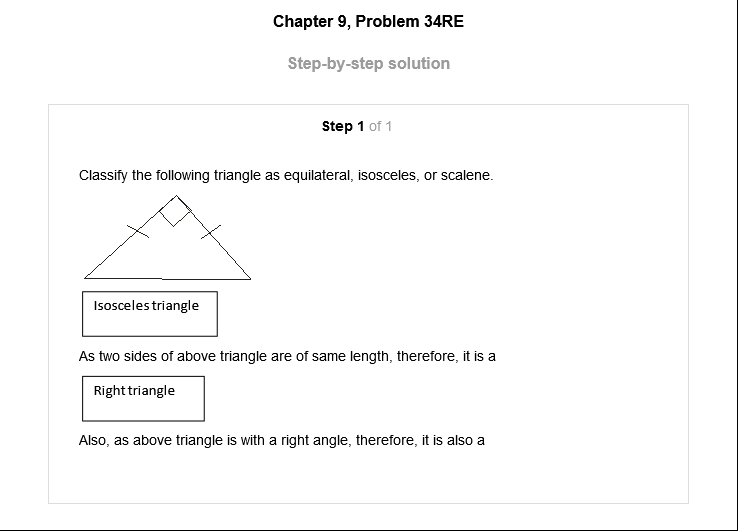 Chapter 9, Problem 34RE
Step-by-step solution
Step 1 of 1
Classify the following triangle as equilateral, isosceles, or scalene.
Isosceles triangle
As two sides of above triangle are of same length, therefore, it is a
Right triangle
Also, as above triangle is with a right angle, therefore, it is also a